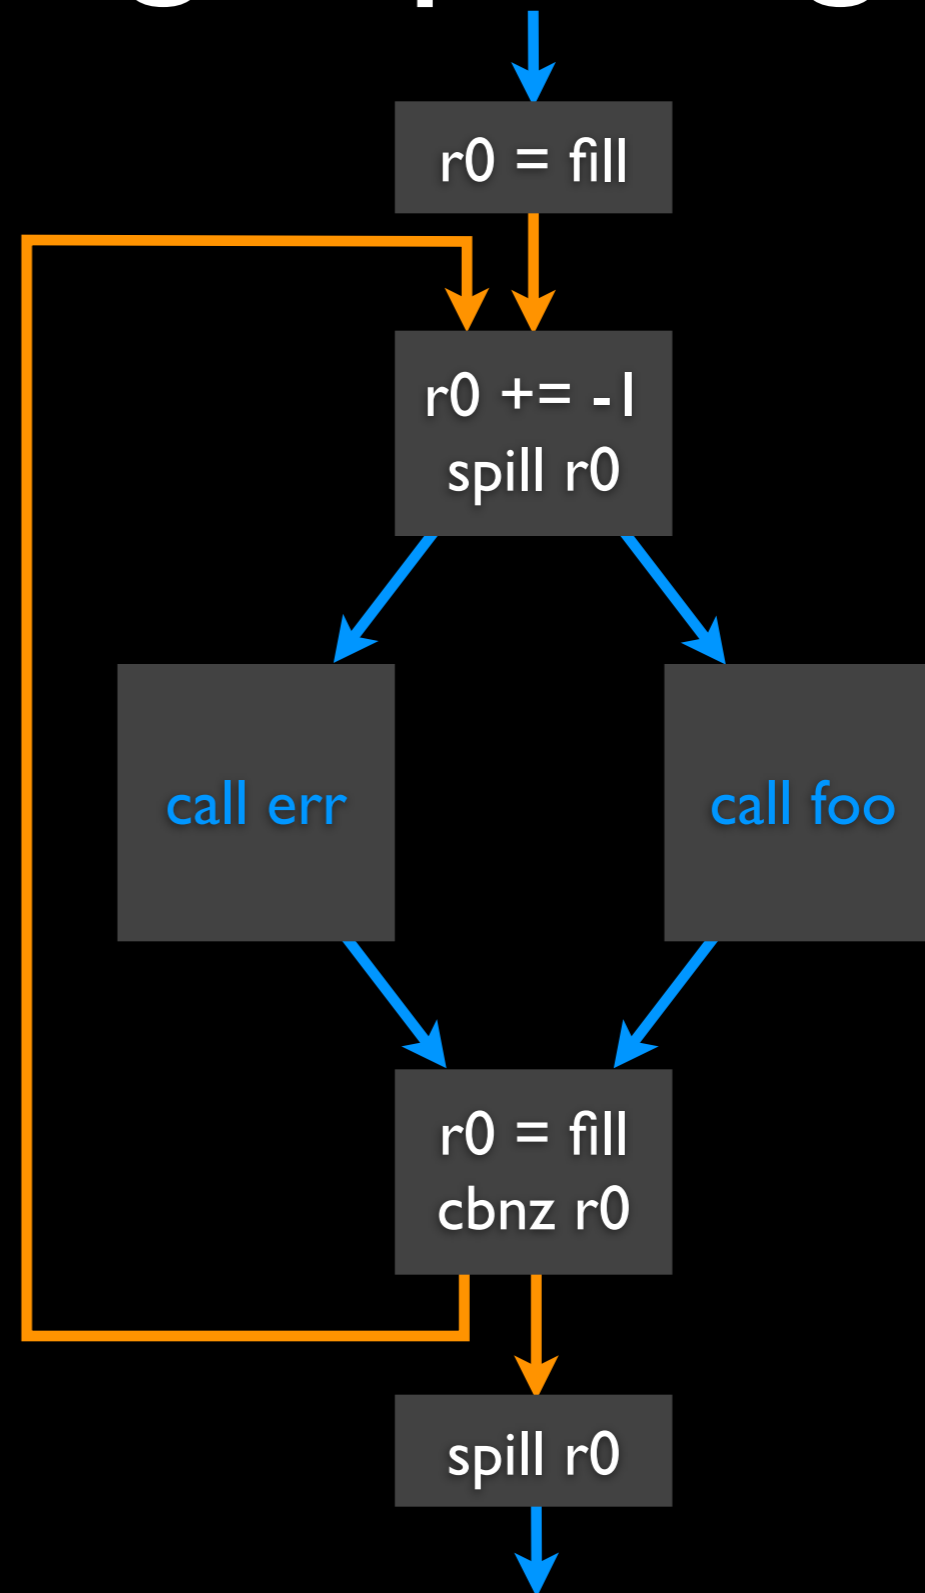 r0 = fill
r0 += -1
spill r0
call err
call foo
r0 = fill
cbnz r0
spill r0